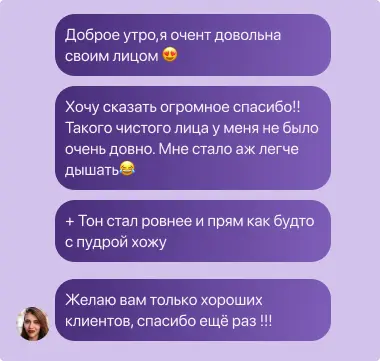 Доброе утро,я очент довольна
своим лицом 😍
Хочу сказать огромное спасибо!!
Такого чистого лица у меня не было
очень довно. Мне стало аж легче
дышать😂
+ Тон стал ровнее и прям как будто
с пудрой хожу
Желаю вам только хороших
клиентов, спасибо ещё раз !!!